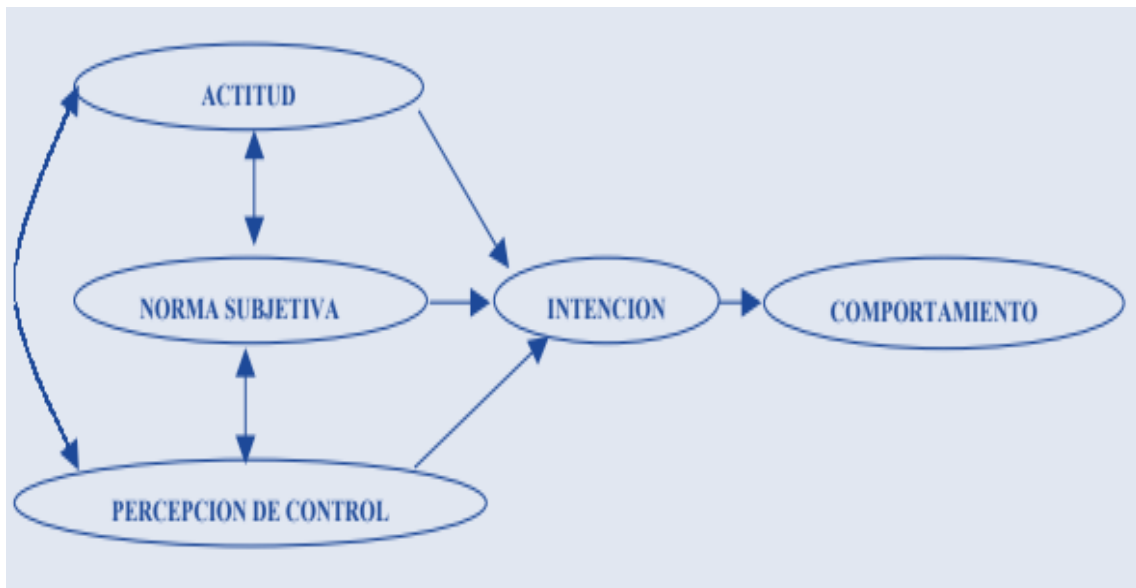 ACTITUD
NORMA SUBJETIVA
INTENCION
COMPORTAMIENTO
PERCEPCION DE CONTROL